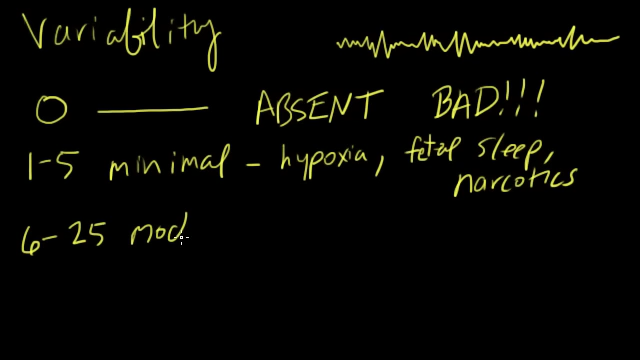 Variability
0 ABSENT BAD!!!
1-5 minimal - hypoxia, fetal sleep,
narcotics
6-25 mod